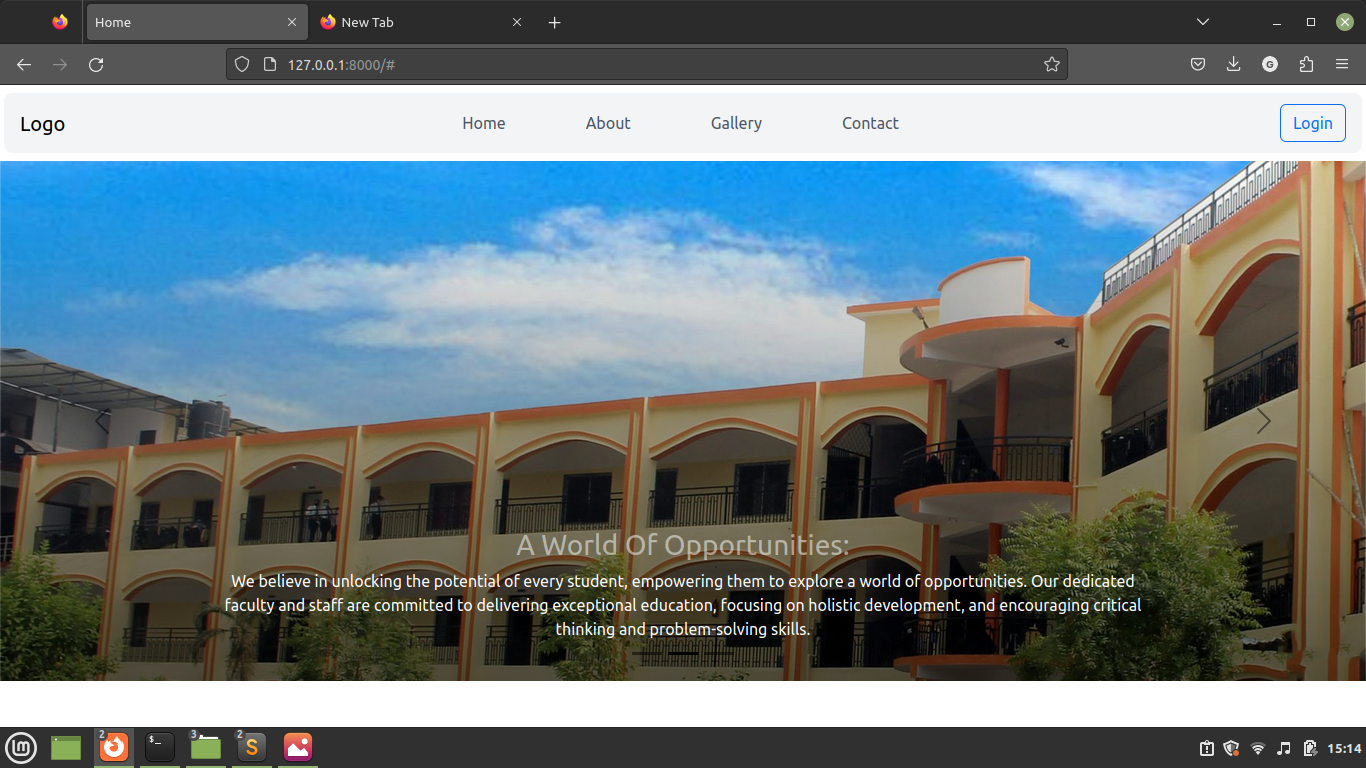 Home
New Tab
127.0.0.1:8000/#
G
Logo
Home
About
Gallery
Contact
Login
A World Of Opportunities:
We believe in unlocking the potential of every student, empowering them to explore a world of opportunities. Our dedicated
faculty and staff are committed to delivering exceptional education, focusing on holistic development, and encouraging critical
thinking and problem-solving skills.
2
$_
3
2
S
15:14